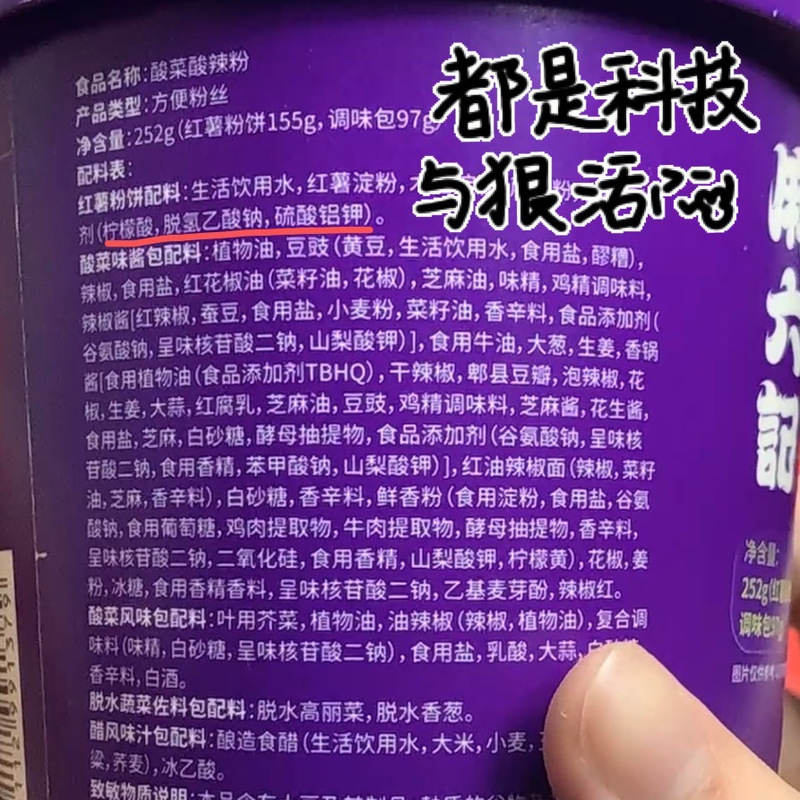 食品名称:酸菜酸辣粉
产品类型:方便粉丝
净含量:252g(红薯粉饼155g,调味包97g
配料表:
红薯粉饼配料:生活饮用水,红薯淀粉,
剂(柠檬酸,脱氢乙酸钠,硫酸铝钾)。
酸菜味酱包配料:植物油,豆豉(黄豆,生活饮用水,食用盐,醪糟),
辣椒,食用盐,红花椒油(菜籽油,花椒),芝麻油,味精,鸡精调味料,
辣椒酱[红辣椒,蚕豆,食用盐,小麦粉,菜籽油,香辛料,食品添加剂(
谷氨酸钠,呈味核苷酸二钠,山梨酸钾)],食用牛油,大葱,生姜,香锅
酱[食用植物油(食品添加剂TBHQ),干辣椒,郫县豆瓣,泡辣椒,花
椒,生姜,大蒜,红腐乳,芝麻油,豆豉,鸡精调味料,芝麻酱,花生酱,
食用盐,芝麻,白砂糖,酵母抽提物,食品添加剂(谷氨酸钠,呈味核
苷酸二钠,食用香精,苯甲酸钠,山梨酸钾)],红油辣椒面(辣椒,菜籽
油,芝麻,香辛料),白砂糖,香辛料,鲜香粉(食用淀粉,食用盐,谷氨
酸钠,食用葡萄糖,鸡肉提取物,牛肉提取物,酵母抽提物,香辛料,
呈味核苷酸二钠,二氧化硅,食用香精,山梨酸钾,柠檬黄),花椒,姜
粉,冰糖,食用香精香料,呈味核苷酸二钠,乙基麦芽酚,辣椒红。
酸菜风味包配料:叶用芥菜,植物油,油辣椒(辣椒,植物油),复合调
味料(味精,白砂糖,呈味核苷酸二钠),食用盐,乳酸,大蒜,
香辛料,白酒。
脱水蔬菜佐料包配料:脱水高丽菜,脱水香葱。
醋风味汁包配料:酿造食醋(生活饮用水,大米,小麦,
粱,荞麦),冰乙酸。
致敏物质说明:
都是科技
与狠活阿
六記
净含量:
252g(红
调味包97g
图片仅供参考